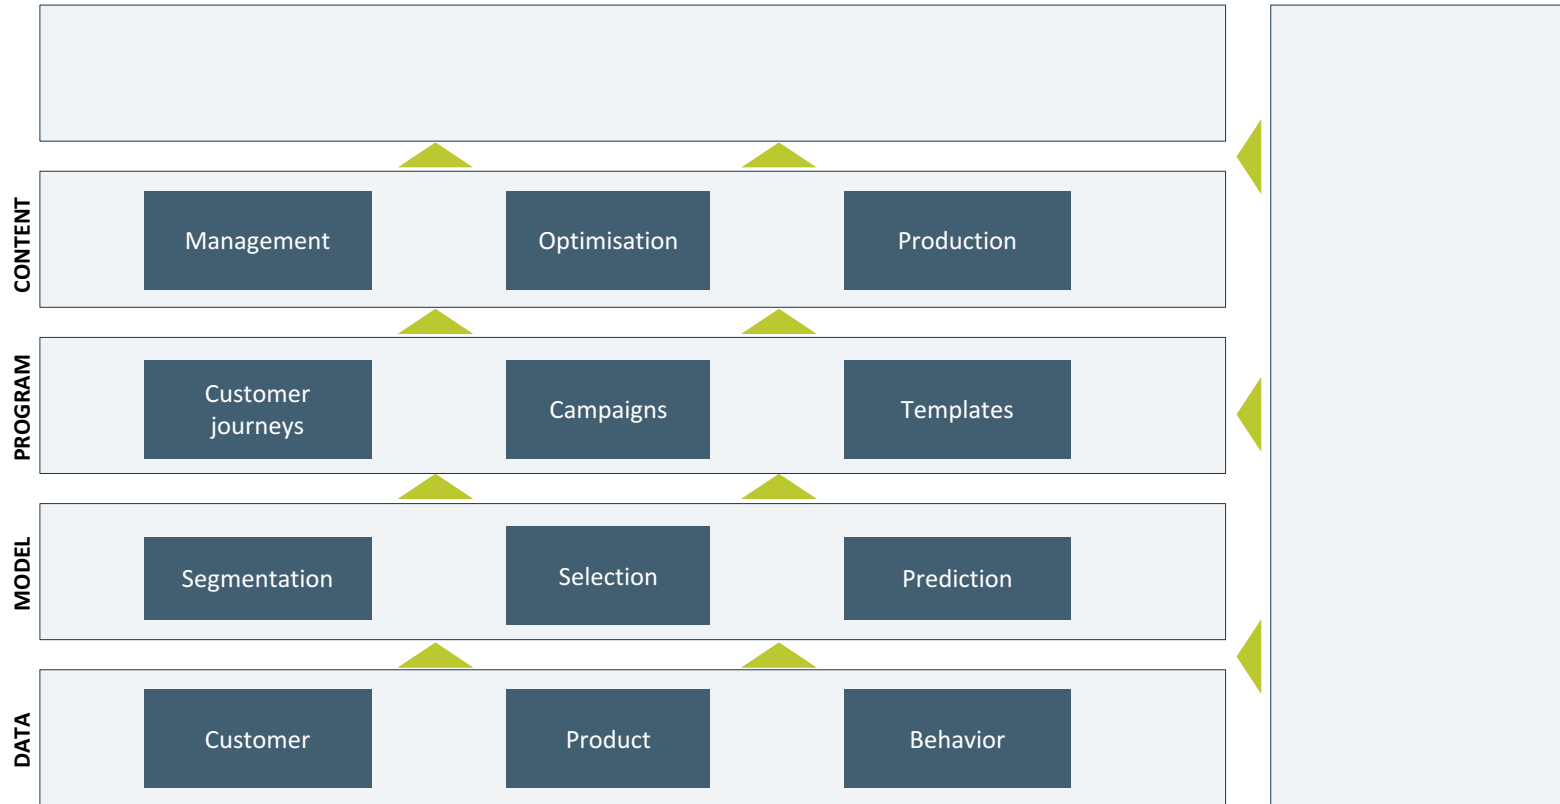 CONTENT
Management
Optimisation
Production
PROGRAM
Customer
journeys
Campaigns
Templates
MODEL
Segmentation
Selection
Prediction
DATA
Customer
Product
Behavior